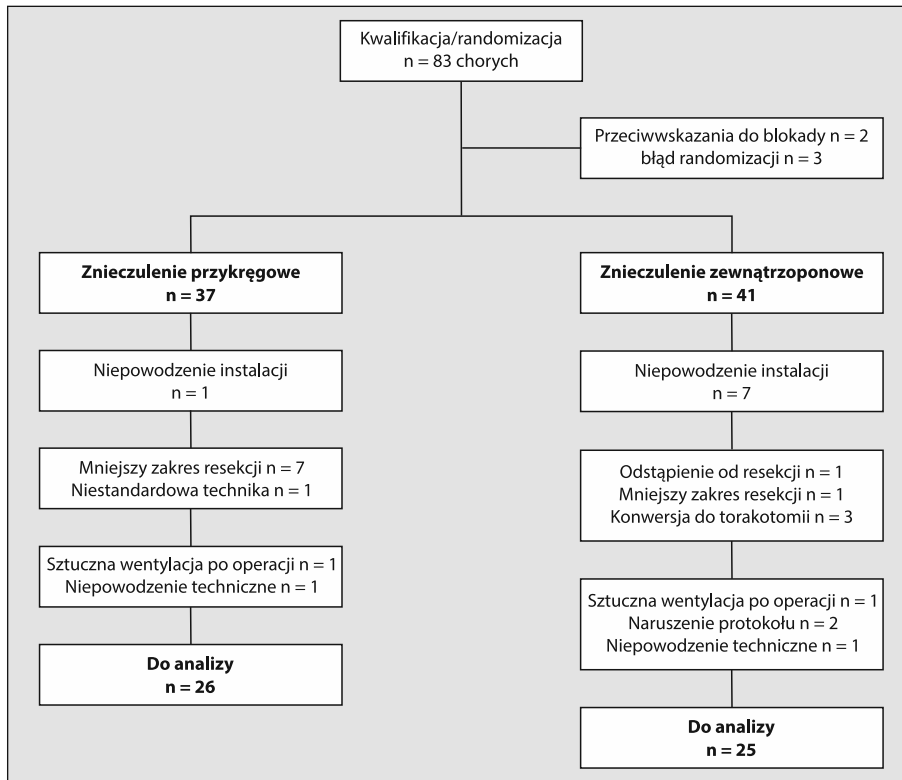 Kwalifikacja/randomizacja
n = 83 chorych
Przeciwwskazania do blokady n = 2
błąd randomizacji n = 3
Znieczulenie przykręgowe
n = 37
Niepowodzenie instalacji
n = 1
Mniejszy zakres resekcji n = 7
Niestandardowa technika n = 1
Sztuczna wentylacja po operacji n = 1
Niepowodzenie techniczne n = 1
Do analizy
n = 26
Znieczulenie zewnątrzoponowe
n = 41
Niepowodzenie instalacji
n = 7
Odstąpienie od resekcji n = 1
Mniejszy zakres resekcji n = 1
Konwersja do torakotomii n = 3
Sztuczna wentylacja po operacji n = 1
Naruszenie protokołu n = 2
Niepowodzenie techniczne n = 1
Do analizy
n = 25